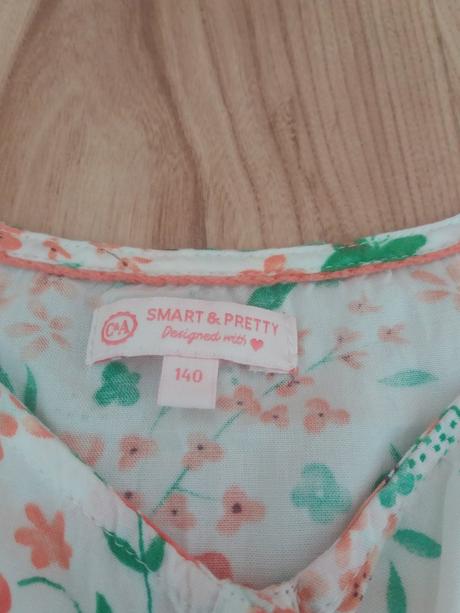 C&A
SMART & PRETTY
Designed with ♥
140